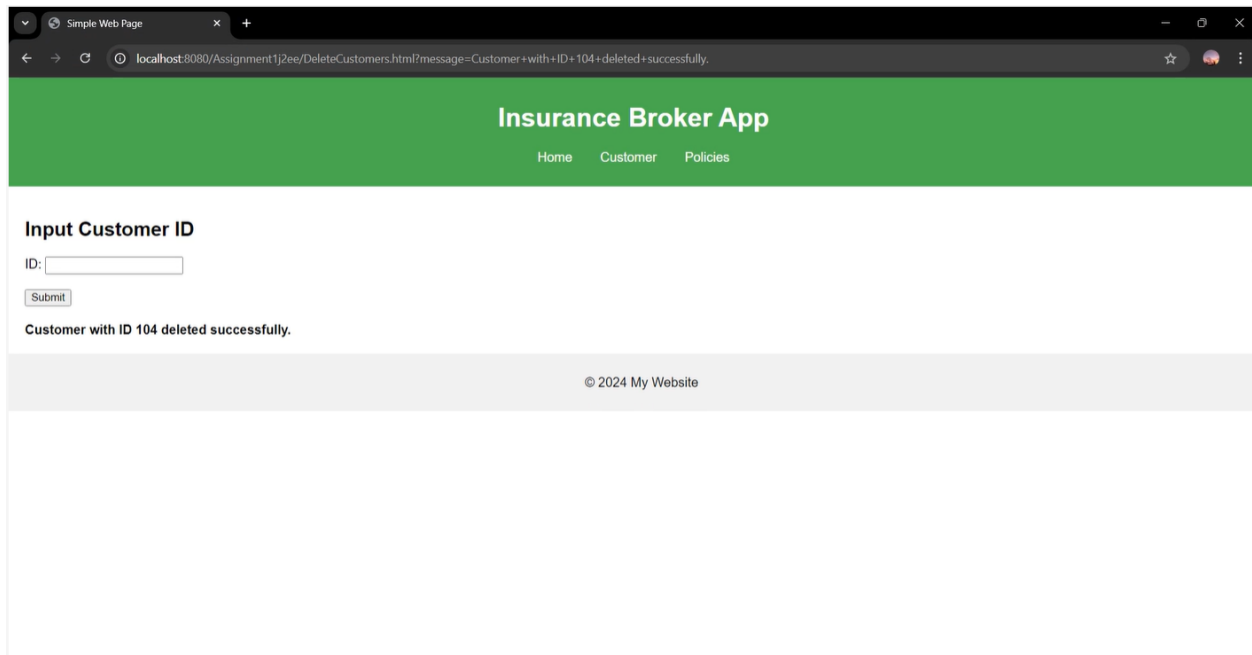 Simple Web Page
localhost:8080/Assignment1j2ee/DeleteCustomers.html?message=Customer+with+ID+104+deleted+successfully.
Insurance Broker App
Home Customer Policies
Input Customer ID
ID:
Submit
Customer with ID 104 deleted successfully.
© 2024 My Website